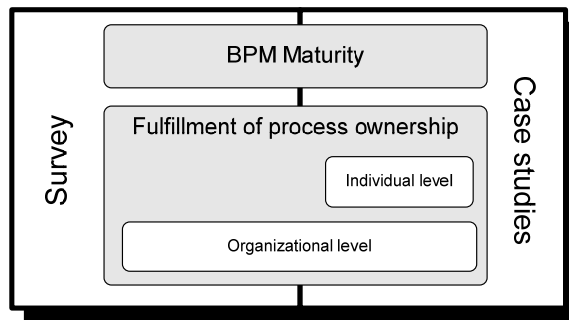 BPM Maturity
Fulfillment of process ownership
Individual level
Organizational level
Survey
Case studies